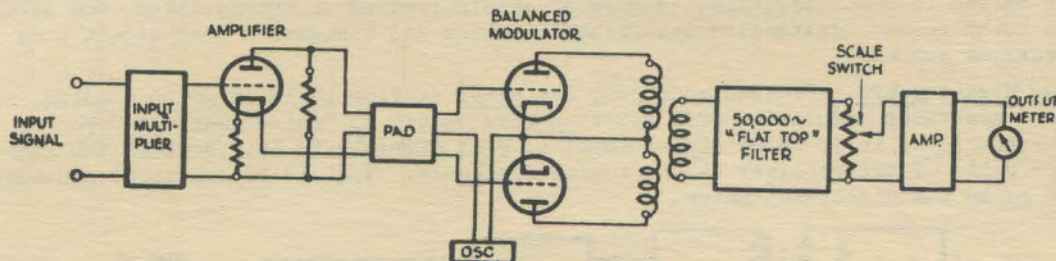 AMPLIFIER
BALANCED
MODULATOR
SCALE
SWITCH
INPUT
SIGNAL
INPUT
MULTI-
PLIER
PAD
50,000~
"FLAT TOP"
FILTER
AMP.
OUTPUT
METER
OSC